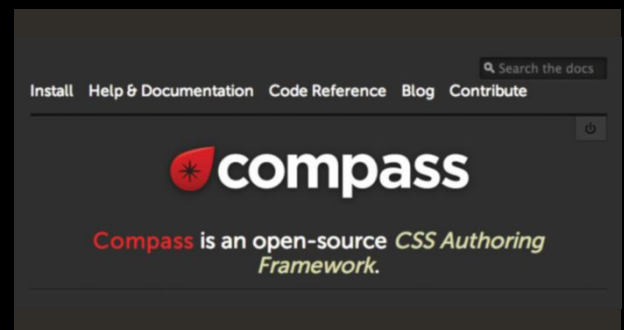 Search the docs
Install Help & Documentation Code Reference Blog Contribute
compass
Compass is an open-source CSS Authoring
Framework.